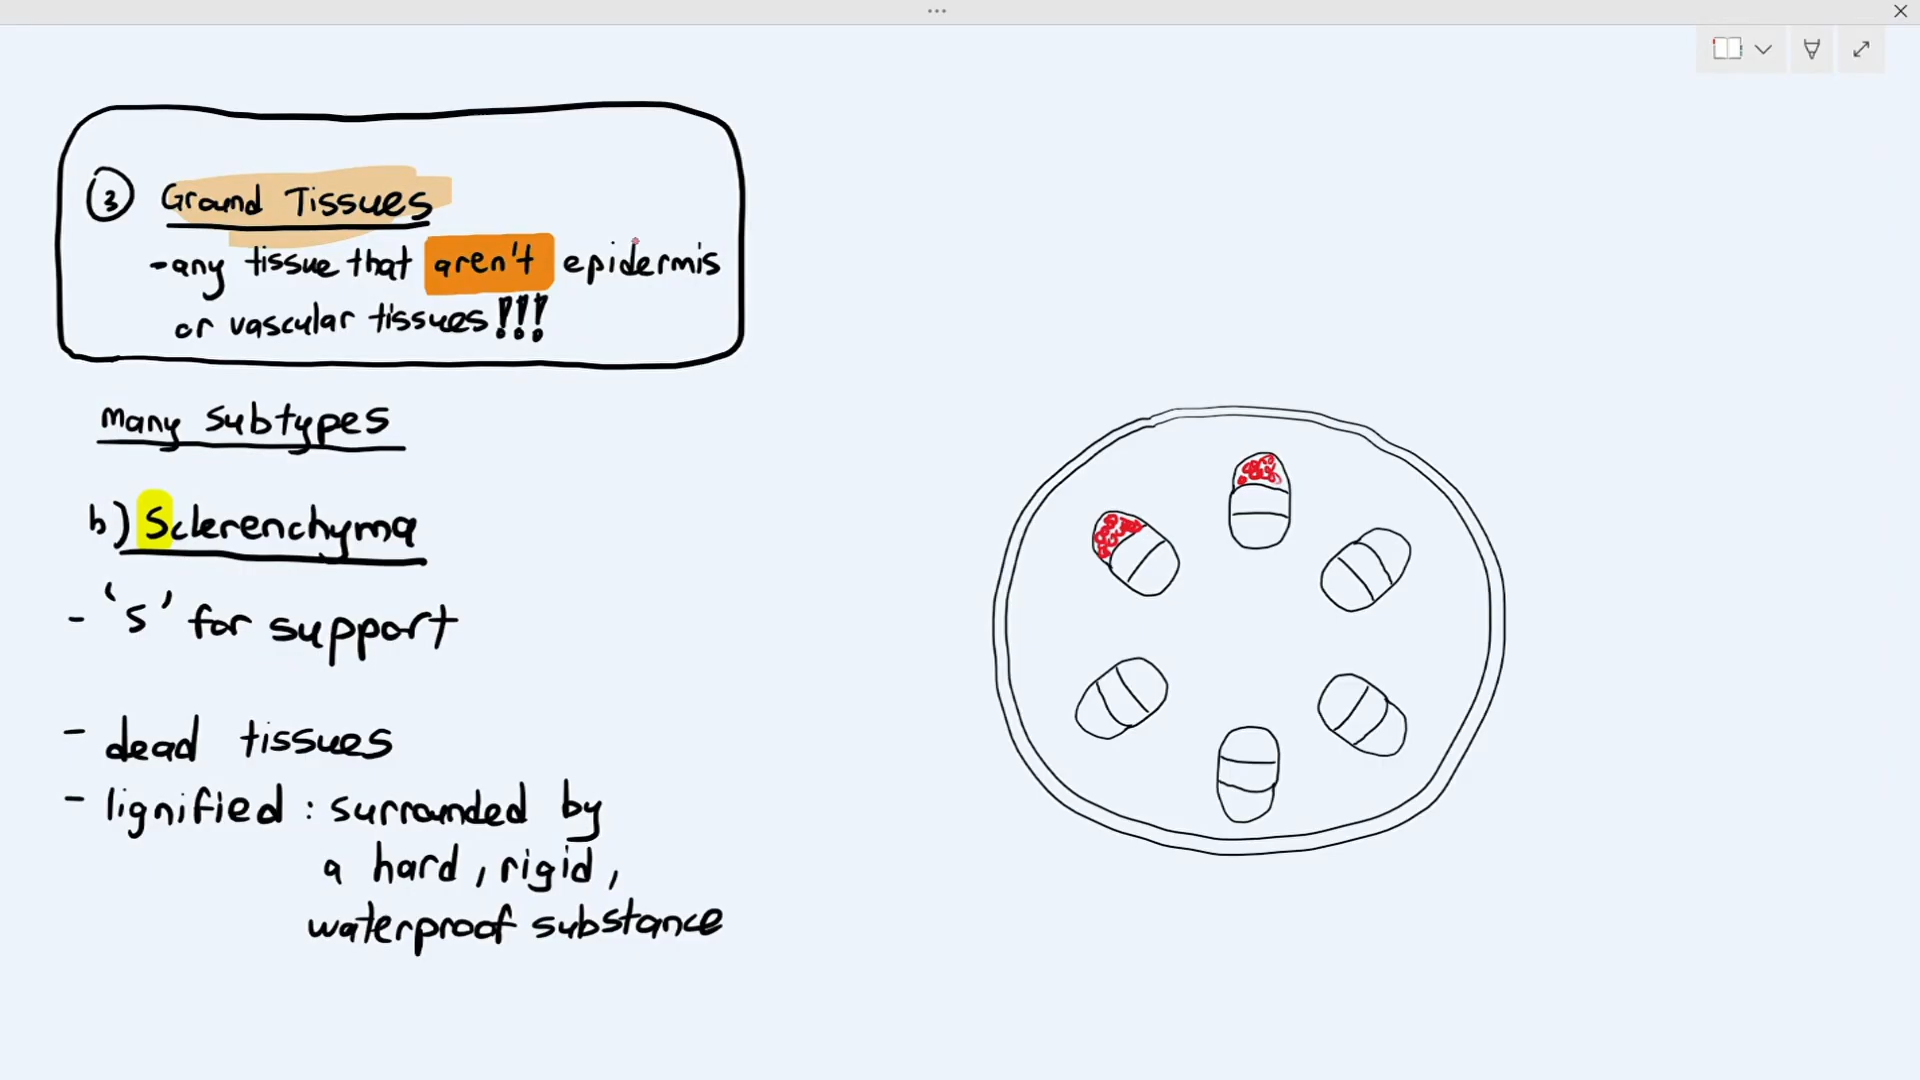 3 Ground Tissues
-any tissue that aren't epidermis
or vascular tissues!!!
Many Subtypes
b) Sclerenchyma
- 's' for support
- dead tissues
- lignified : surrounded by
a hard, rigid,
waterproof substance